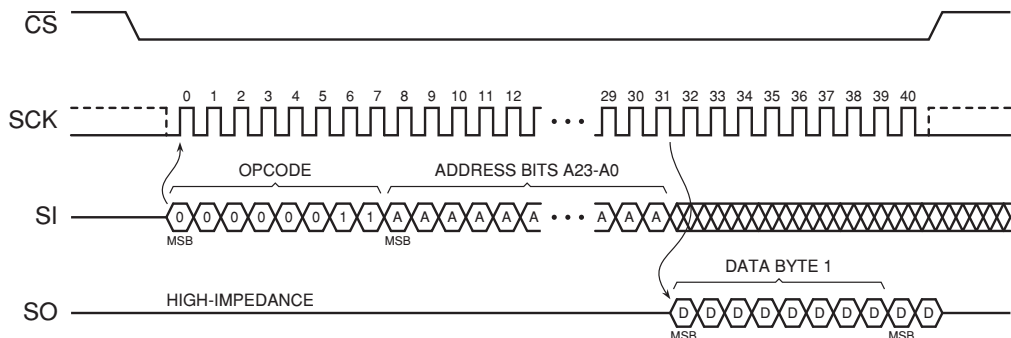 CS
0 1 2 3 4 5 6 7 8 9 10 11 12 29 30 31 32 33 34 35 36 37 38 39 40
SCK
OPCODE ADDRESS BITS A23-A0
SI 0 0 0 0 0 0 1 1 A A A A A A A A A
MSB MSB
DATA BYTE 1
HIGH-IMPEDANCE
SO D D D D D D D D D D
MSB MSB